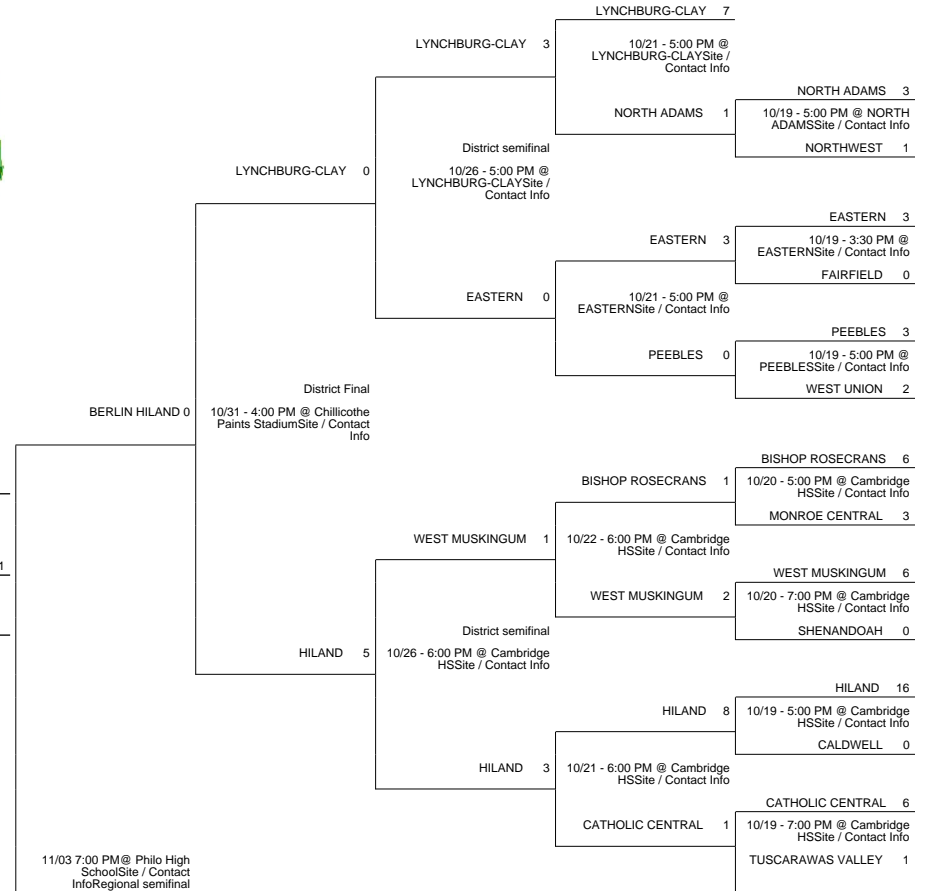 LYNCHBURG-CLAY 7
LYNCHBURG-CLAY 3
10/21 - 5:00 PM @
LYNCHBURG-CLAYSite /
Contact Info
NORTH ADAMS 3
NORTH ADAMS 1
10/19 - 5:00 PM @ NORTH
ADAMSSite / Contact Info
NORTHWEST 1
District semifinal
LYNCHBURG-CLAY 0
10/26 - 5:00 PM @
LYNCHBURG-CLAYSite /
Contact Info
EASTERN 3
EASTERN 3
10/19 - 3:30 PM @
EASTERNSite / Contact Info
FAIRFIELD 0
EASTERN 0
10/21 - 5:00 PM @
EASTERNSite / Contact Info
PEEBLES 3
PEEBLES 0
10/19 - 5:00 PM @
PEEBLESSite / Contact Info
WEST UNION 2
District Final
BERLIN HILAND 0
10/31 - 4:00 PM @ Chillicothe
Paints StadiumSite / Contact
Info
BISHOP ROSECRANS 6
BISHOP ROSECRANS 1
10/20 - 5:00 PM @ Cambridge
HSSite / Contact Info
MONROE CENTRAL 3
WEST MUSKINGUM 1
10/22 - 6:00 PM @ Cambridge
HSSite / Contact Info
1
WEST MUSKINGUM 6
WEST MUSKINGUM 2
10/20 - 7:00 PM @ Cambridge
HSSite / Contact Info
SHENANDOAH 0
District semifinal
HILAND 5
10/26 - 6:00 PM @ Cambridge
HSSite / Contact Info
HILAND 16
HILAND 8
10/19 - 5:00 PM @ Cambridge
HSSite / Contact Info
CALDWELL 0
HILAND 3
10/21 - 6:00 PM @ Cambridge
HSSite / Contact Info
CATHOLIC CENTRAL 6
CATHOLIC CENTRAL 1
10/19 - 7:00 PM @ Cambridge
HSSite / Contact Info
TUSCARAWAS VALLEY 1
11/03 7:00 PM@ Philo High
SchoolSite / Contact
InfoRegional semifinal